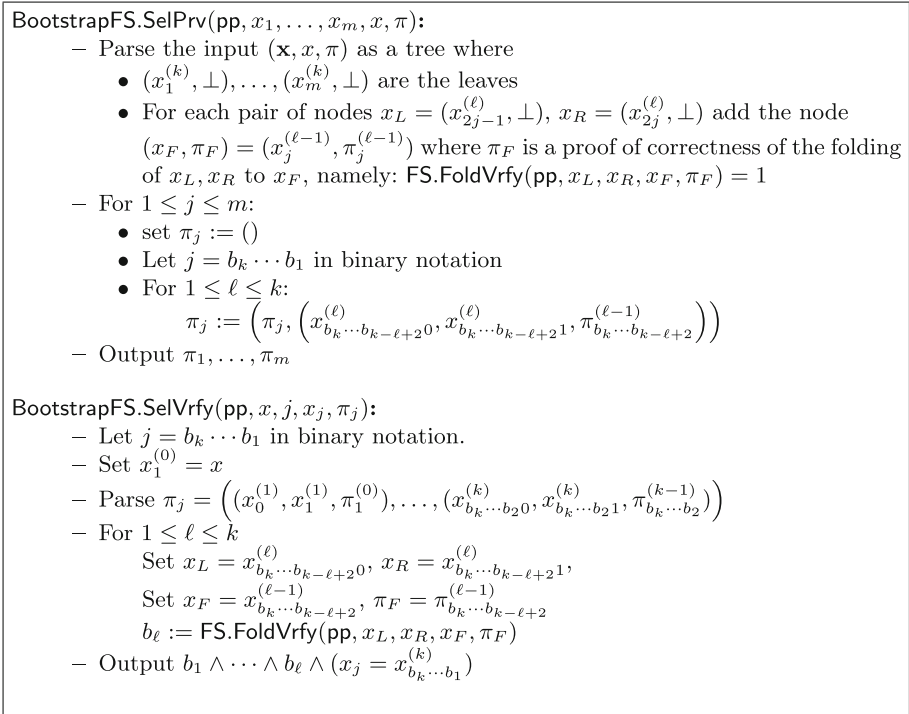 BootstrapFS.SelPrv(pp, x_1, …, x_m, x, π):
– Parse the input (𝐱, x, π) as a tree where
• (x_1^{(k)}, ⊥), …, (x_m^{(k)}, ⊥) are the leaves
• For each pair of nodes x_L = (x_{2j−1}^{(ℓ)}, ⊥), x_R = (x_{2j}^{(ℓ)}, ⊥) add the node
(x_F, π_F) = (x_j^{(ℓ−1)}, π_j^{(ℓ−1)}) where π_F is a proof of correctness of the folding
of x_L, x_R to x_F, namely: FS.FoldVrfy(pp, x_L, x_R, x_F, π_F) = 1
– For 1 ≤ j ≤ m:
• set π_j := ()
• Let j = b_k ⋯ b_1 in binary notation
• For 1 ≤ ℓ ≤ k:
π_j := (π_j, (x_{b_k⋯b_{k−ℓ+2}0}^{(ℓ)}, x_{b_k⋯b_{k−ℓ+2}1}^{(ℓ)}, π_{b_k⋯b_{k−ℓ+2}}^{(ℓ−1)}))
– Output π_1, …, π_m
BootstrapFS.SelVrfy(pp, x, j, x_j, π_j):
– Let j = b_k ⋯ b_1 in binary notation.
– Set x_1^{(0)} = x
– Parse π_j = ((x_0^{(1)}, x_1^{(1)}, π_1^{(0)}), …, (x_{b_k⋯b_2 0}^{(k)}, x_{b_k⋯b_2 1}^{(k)}, π_{b_k⋯b_2}^{(k−1)}))
– For 1 ≤ ℓ ≤ k
Set x_L = x_{b_k⋯b_{k−ℓ+2}0}^{(ℓ)}, x_R = x_{b_k⋯b_{k−ℓ+2}1}^{(ℓ)},
Set x_F = x_{b_k⋯b_{k−ℓ+2}}^{(ℓ−1)}, π_F = π_{b_k⋯b_{k−ℓ+2}}^{(ℓ−1)}
b_ℓ := FS.FoldVrfy(pp, x_L, x_R, x_F, π_F)
– Output b_1 ∧ ⋯ ∧ b_ℓ ∧ (x_j = x_{b_k⋯b_1}^{(k)})